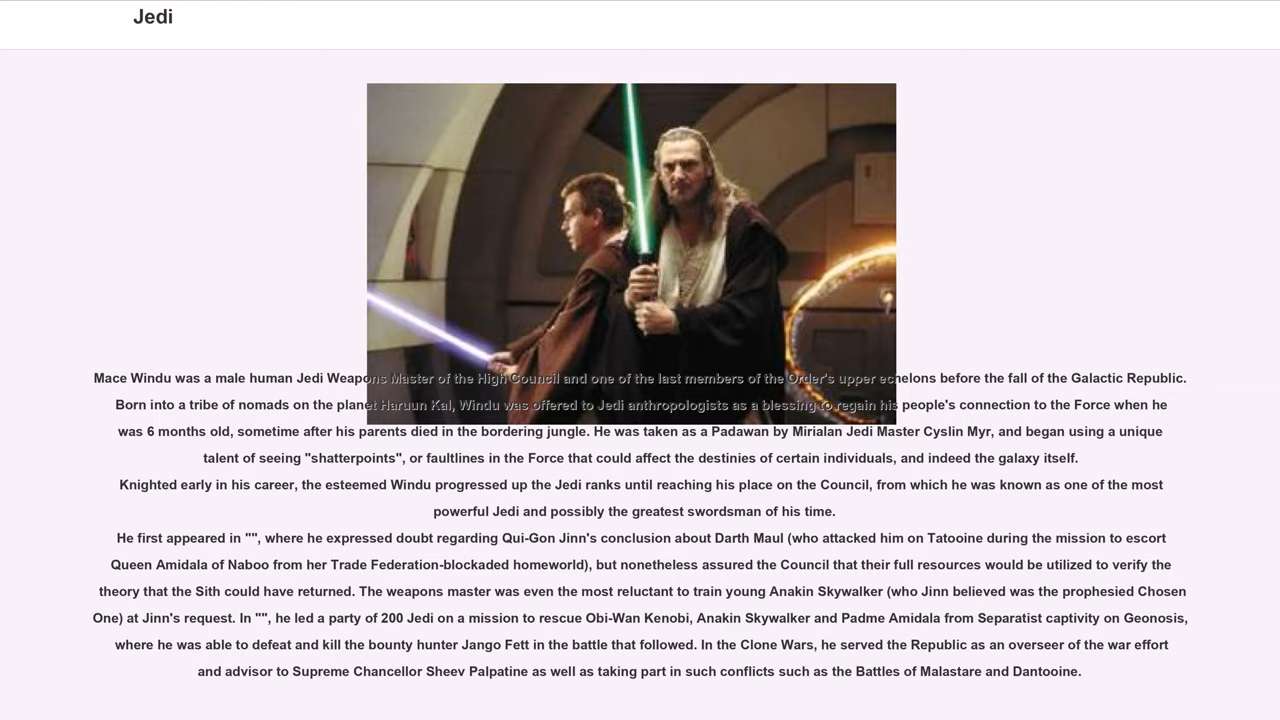 Jedi
Mace Windu was a male human Jedi Weapons Master of the High Council and one of the last members of the Order's upper echelons before the fall of the Galactic Republic.
Born into a tribe of nomads on the planet Haruun Kal, Windu was offered to Jedi anthropologists as a blessing to regain his people's connection to the Force when he
was 6 months old, sometime after his parents died in the bordering jungle. He was taken as a Padawan by Mirialan Jedi Master Cyslin Myr, and began using a unique
talent of seeing "shatterpoints", or faultlines in the Force that could affect the destinies of certain individuals, and indeed the galaxy itself.
Knighted early in his career, the esteemed Windu progressed up the Jedi ranks until reaching his place on the Council, from which he was known as one of the most
powerful Jedi and possibly the greatest swordsman of his time.
He first appeared in "", where he expressed doubt regarding Qui-Gon Jinn's conclusion about Darth Maul (who attacked him on Tatooine during the mission to escort
Queen Amidala of Naboo from her Trade Federation-blockaded homeworld), but nonetheless assured the Council that their full resources would be utilized to verify the
theory that the Sith could have returned. The weapons master was even the most reluctant to train young Anakin Skywalker (who Jinn believed was the prophesied Chosen
One) at Jinn's request. In "", he led a party of 200 Jedi on a mission to rescue Obi-Wan Kenobi, Anakin Skywalker and Padme Amidala from Separatist captivity on Geonosis,
where he was able to defeat and kill the bounty hunter Jango Fett in the battle that followed. In the Clone Wars, he served the Republic as an overseer of the war effort
and advisor to Supreme Chancellor Sheev Palpatine as well as taking part in such conflicts such as the Battles of Malastare and Dantooine.